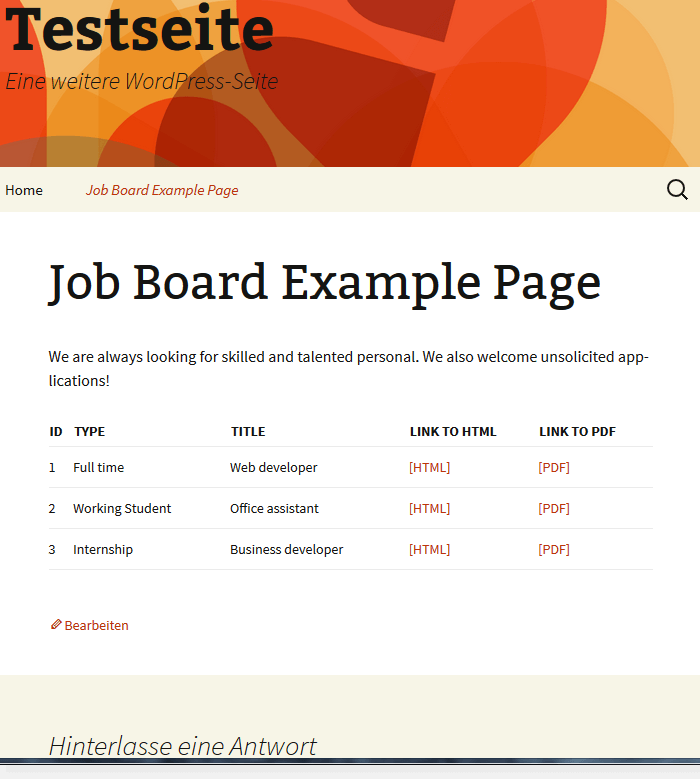 Testseite
Eine weitere WordPress-Seite
Home Job Board Example Page
Job Board Example Page
We are always looking for skilled and talented personal. We also welcome unsolicited app-
lications!
ID TYPE TITLE LINK TO HTML LINK TO PDF
1 Full time Web developer [HTML] [PDF]
2 Working Student Office assistant [HTML] [PDF]
3 Internship Business developer [HTML] [PDF]
Bearbeiten
Hinterlasse eine Antwort